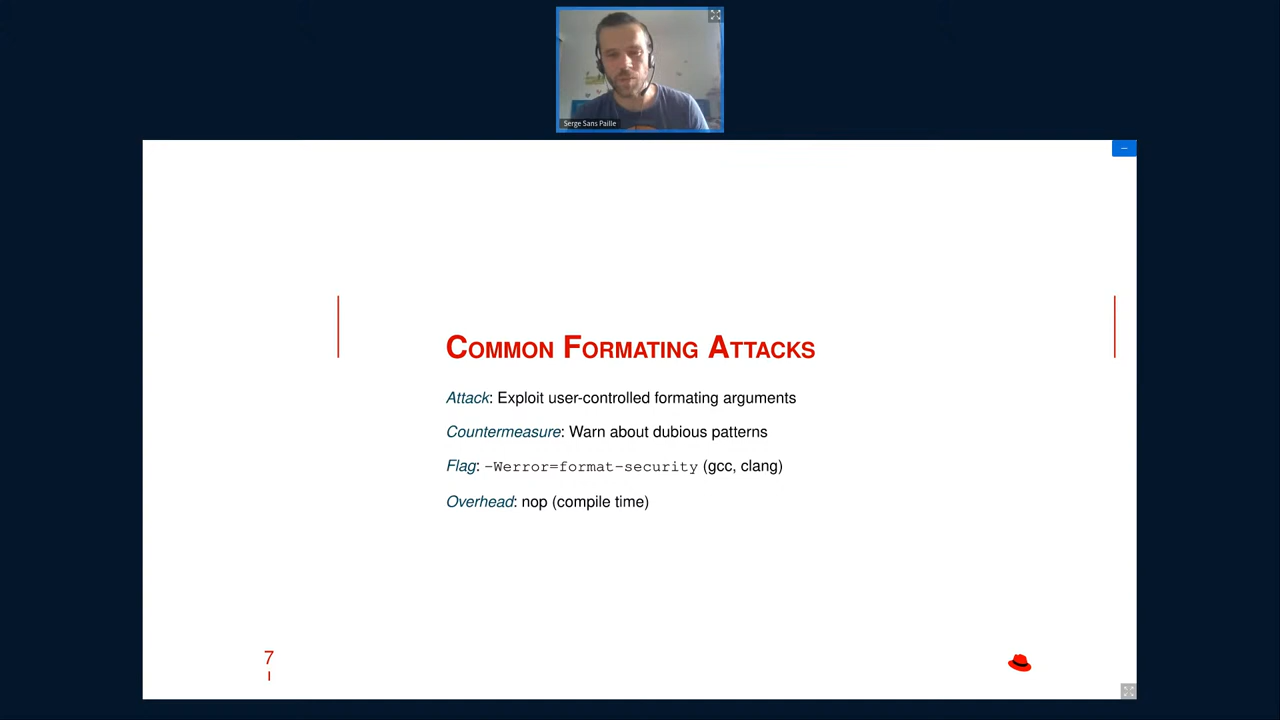 Serge Sans Paille
COMMON FORMATING ATTACKS
Attack: Exploit user-controlled formating arguments
Countermeasure: Warn about dubious patterns
Flag: -Werror=format-security (gcc, clang)
Overhead: nop (compile time)
7